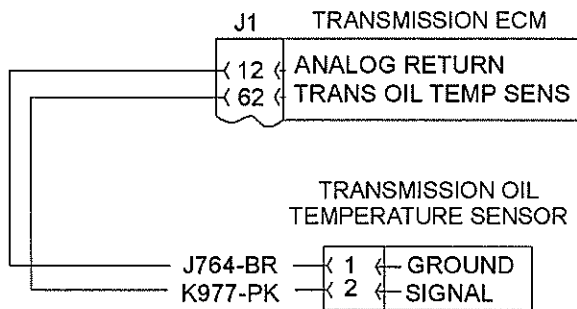 J1 TRANSMISSION ECM
12 ANALOG RETURN
62 TRANS OIL TEMP SENS
TRANSMISSION OIL
TEMPERATURE SENSOR
J764-BR 1 GROUND
K977-PK 2 SIGNAL